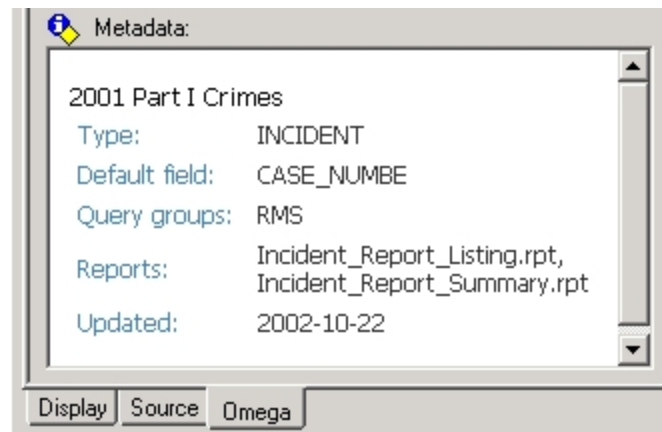 Metadata:
2001 Part I Crimes
Type: INCIDENT
Default field: CASE_NUMBE
Query groups: RMS
Reports: Incident_Report_Listing.rpt,
Incident_Report_Summary.rpt
Updated: 2002-10-22
Display Source Omega